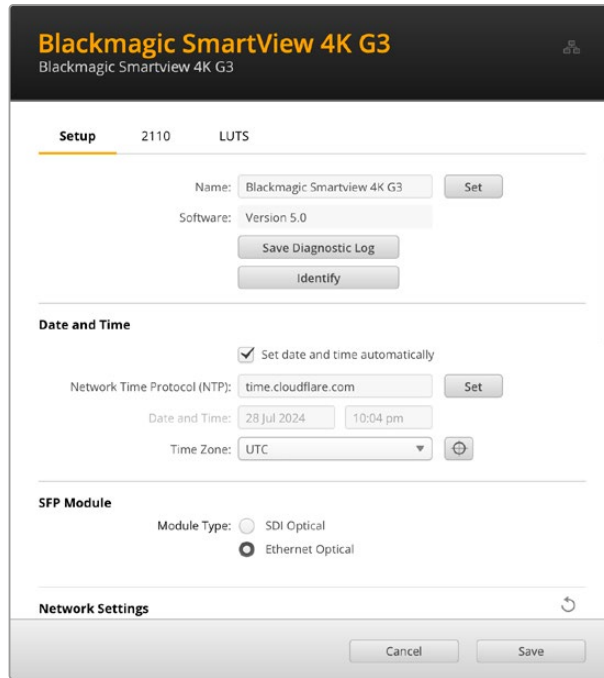 Blackmagic SmartView 4K G3
Blackmagic Smartview 4K G3
Setup 2110 LUTS
Name: Blackmagic Smartview 4K G3 Set
Software: Version 5.0
Save Diagnostic Log
Identify
Date and Time
Set date and time automatically
Network Time Protocol (NTP): time.cloudflare.com Set
Date and Time: 28 Jul 2024 10:04 pm
Time Zone: UTC
SFP Module
Module Type: SDI Optical
Ethernet Optical
Network Settings
Cancel Save